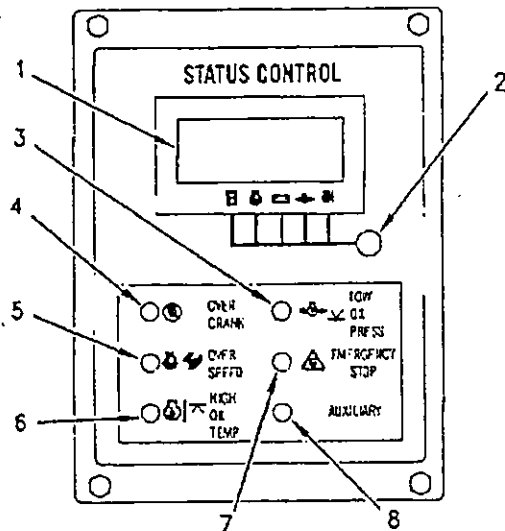 STATUS CONTROL
1
2
3
4
5
6
7
8
OVER
CRANK
LOW
OIL
PRESS
OVER
SPEED
EMERGENCY
STOP
HIGH
OIL
TEMP
AUXILIARY